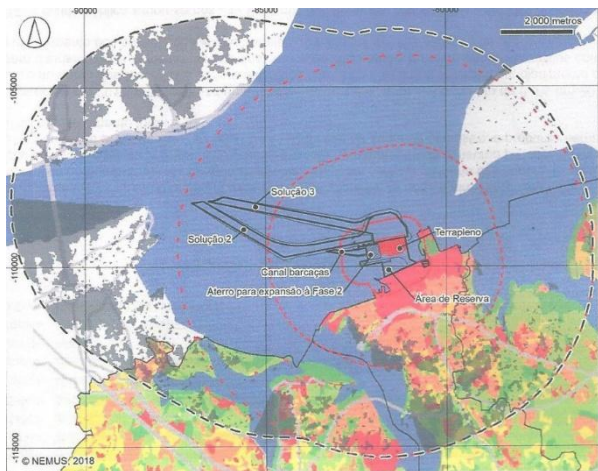 -90000
-85000
-80000
2 000 metros
-105000
Solução 3
Solução 2
Terrapleno
-110000
Canal barcaças
Aterro para expansão à Fase 2
Área de Reserva
-115000
© NEMUS, 2018